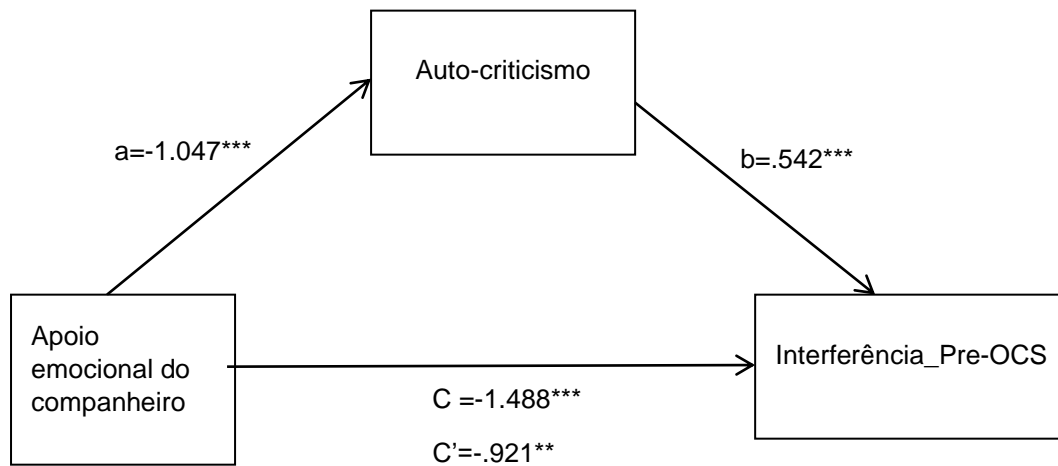 Auto-criticismo
a=-1.047***
b=.542***
Apoio
emocional do
companheiro
Interferência_Pre-OCS
C =-1.488***
C’=-.921**